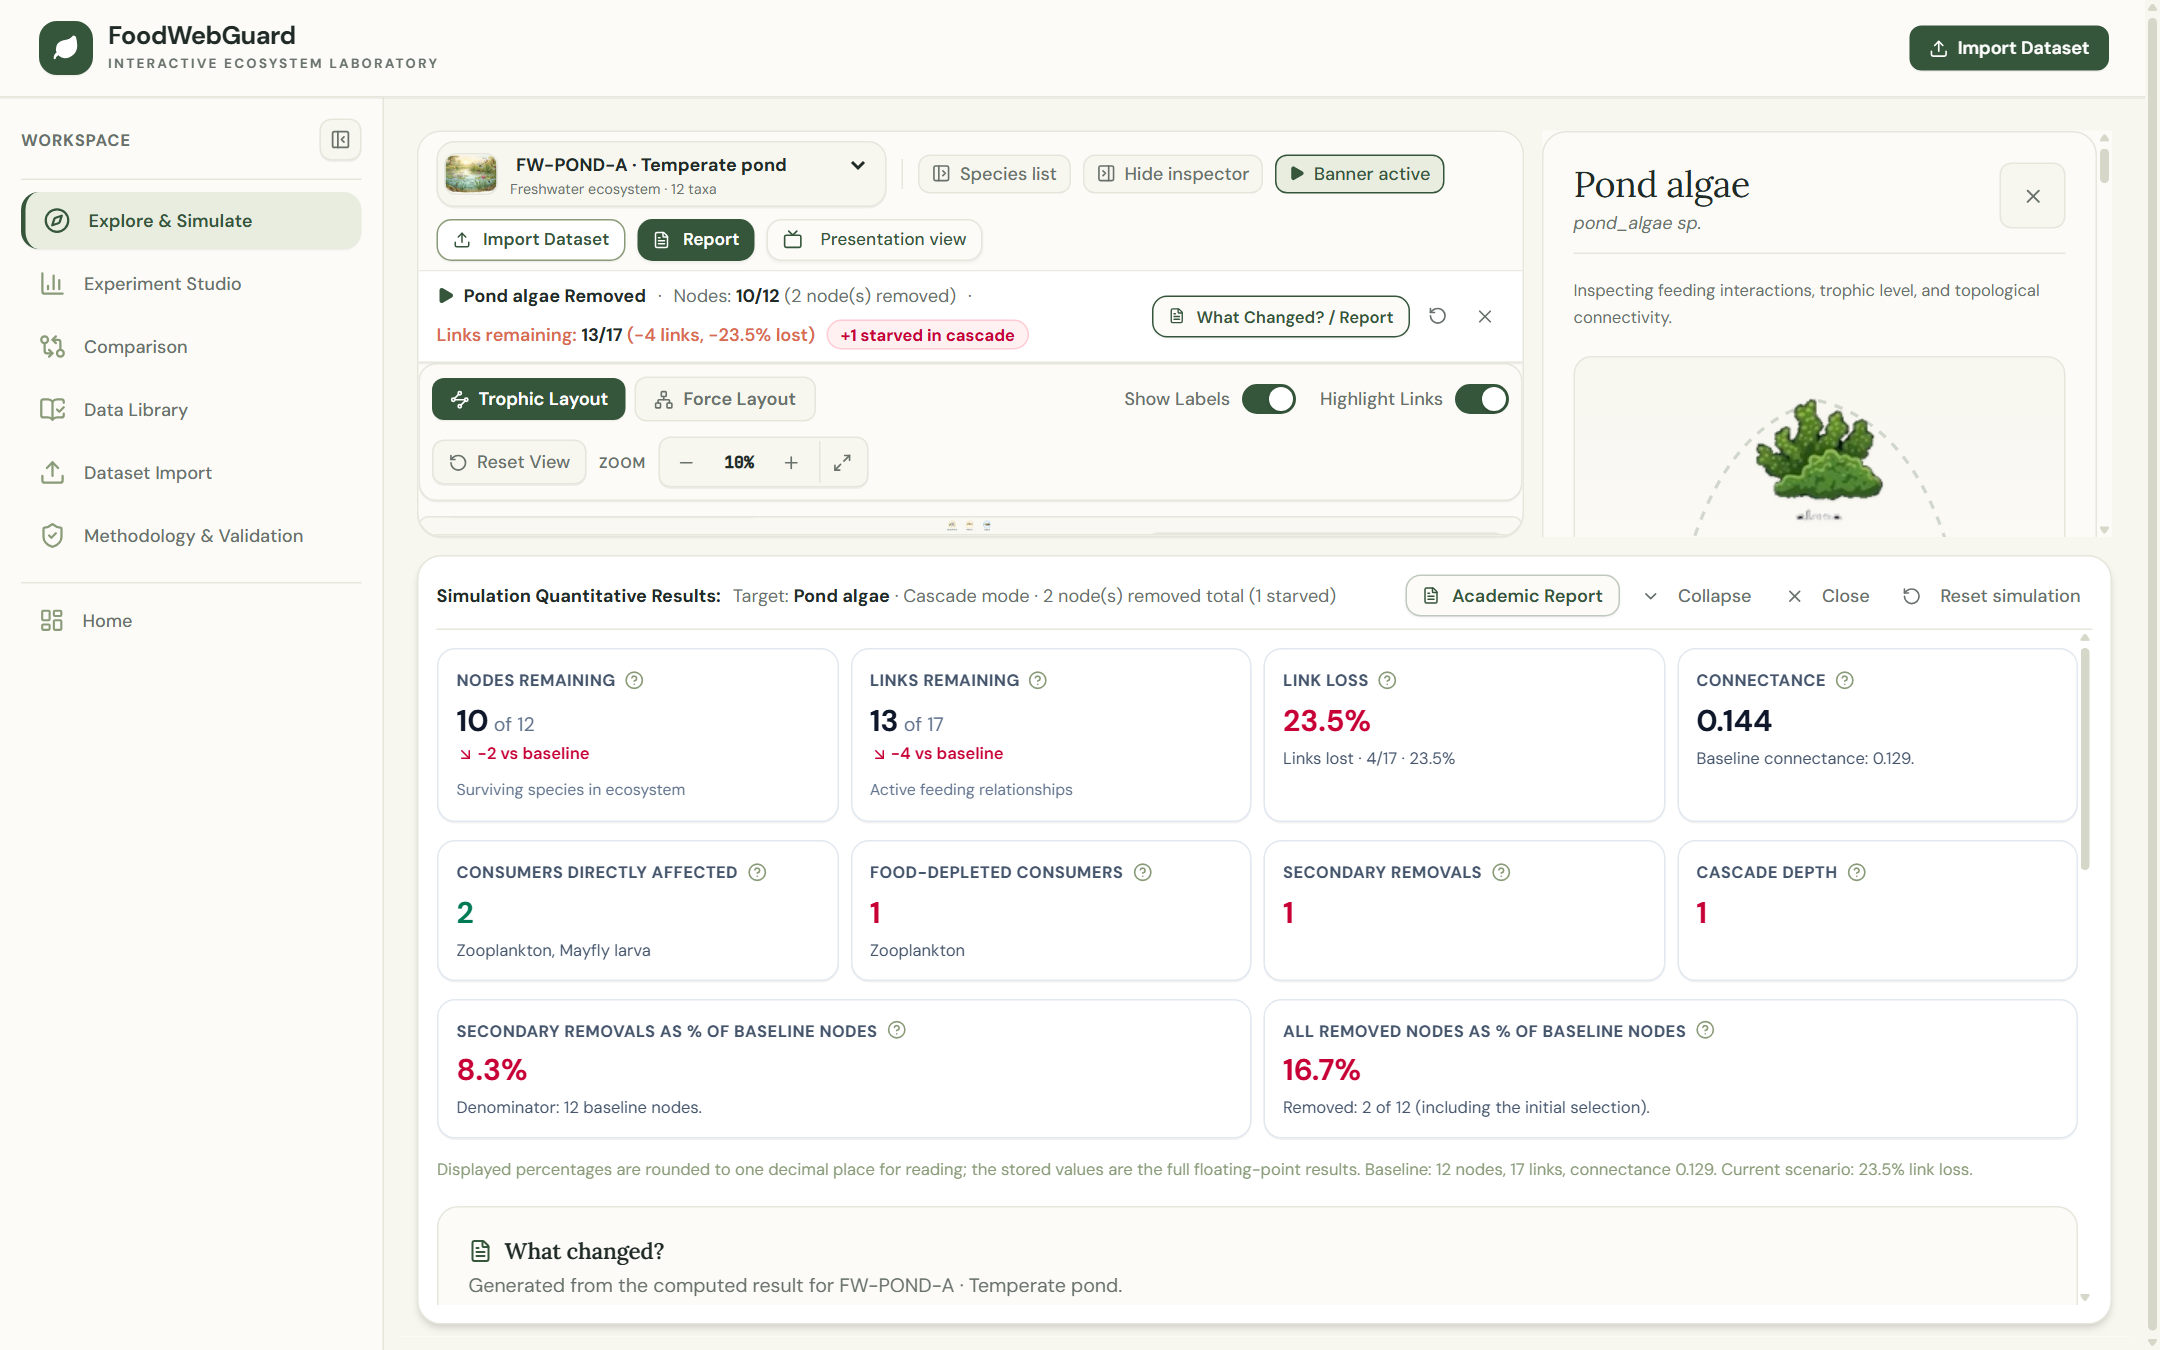 FoodWebGuard
INTERACTIVE ECOSYSTEM LABORATORY
Import Dataset
WORKSPACE
Explore & Simulate
Experiment Studio
Comparison
Data Library
Dataset Import
Methodology & Validation
Home
FW-POND-A · Temperate pond
Freshwater ecosystem · 12 taxa
Species list
Hide inspector
Banner active
Import Dataset
Report
Presentation view
Pond algae Removed · Nodes: 10/12 (2 node(s) removed) ·
Links remaining: 13/17 (-4 links, -23.5% lost) +1 starved in cascade
What Changed? / Report
Trophic Layout
Force Layout
Show Labels
Highlight Links
Reset View
ZOOM
10%
Pond algae
pond_algae sp.
Inspecting feeding interactions, trophic level, and topological
connectivity.
Simulation Quantitative Results: Target: Pond algae · Cascade mode · 2 node(s) removed total (1 starved)
Academic Report
Collapse
Close
Reset simulation
NODES REMAINING
10 of 12
-2 vs baseline
Surviving species in ecosystem
LINKS REMAINING
13 of 17
-4 vs baseline
Active feeding relationships
LINK LOSS
23.5%
Links lost · 4/17 · 23.5%
CONNECTANCE
0.144
Baseline connectance: 0.129.
CONSUMERS DIRECTLY AFFECTED
2
Zooplankton, Mayfly larva
FOOD-DEPLETED CONSUMERS
1
Zooplankton
SECONDARY REMOVALS
1
CASCADE DEPTH
1
SECONDARY REMOVALS AS % OF BASELINE NODES
8.3%
Denominator: 12 baseline nodes.
ALL REMOVED NODES AS % OF BASELINE NODES
16.7%
Removed: 2 of 12 (including the initial selection).
Displayed percentages are rounded to one decimal place for reading; the stored values are the full floating-point results. Baseline: 12 nodes, 17 links, connectance 0.129. Current scenario: 23.5% link loss.
What changed?
Generated from the computed result for FW-POND-A · Temperate pond.